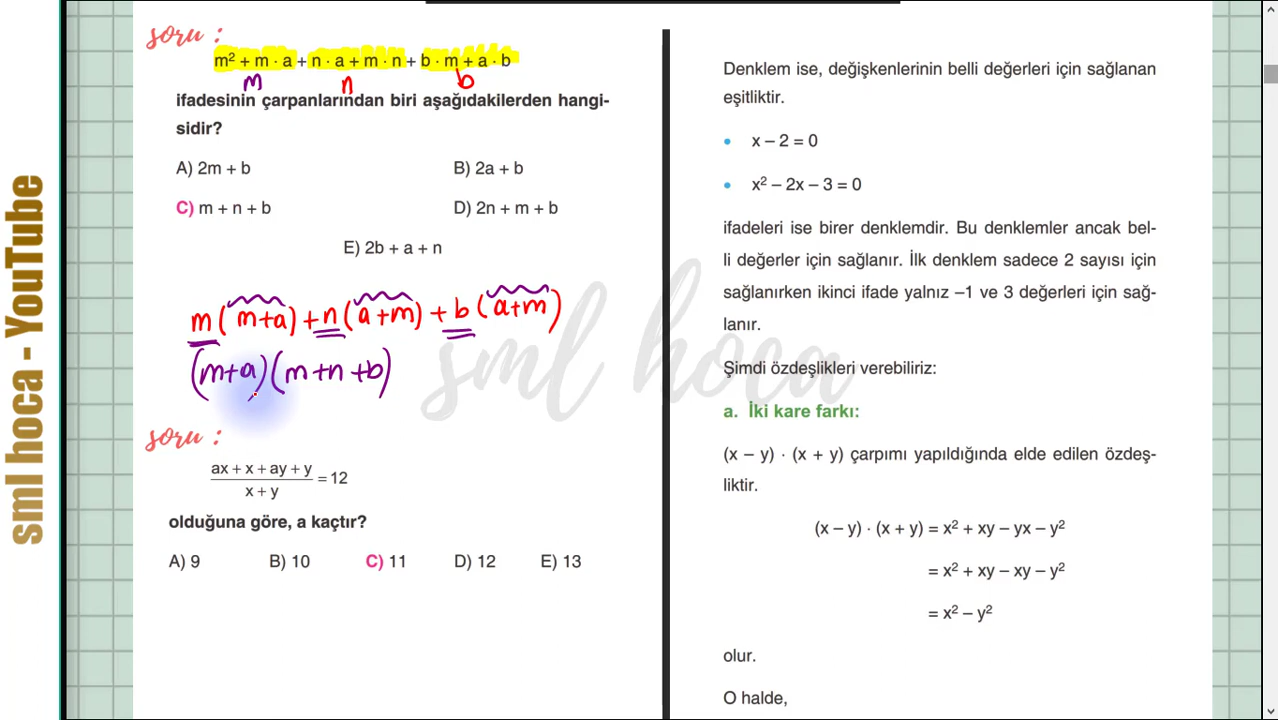 sml hoca - YouTube
soru :
m² + m · a + n · a + m · n + b · m + a · b
m n b
ifadesinin çarpanlarından biri aşağıdakilerden hangi-
sidir?
A) 2m + b B) 2a + b
C) m + n + b D) 2n + m + b
E) 2b + a + n
m(m+a) +n(a+m) +b(a+m)
(m+a)(m+n+b)
soru :
ax + x + ay + y
= 12
x + y
olduğuna göre, a kaçtır?
A) 9 B) 10 C) 11 D) 12 E) 13
sml hoca
Denklem ise, değişkenlerinin belli değerleri için sağlanan
eşitliktir.
• x – 2 = 0
• x² – 2x – 3 = 0
ifadeleri ise birer denklemdir. Bu denklemler ancak bel-
li değerler için sağlanır. İlk denklem sadece 2 sayısı için
sağlanırken ikinci ifade yalnız –1 ve 3 değerleri için sağ-
lanır.
Şimdi özdeşlikleri verebiliriz:
a. İki kare farkı:
(x – y) · (x + y) çarpımı yapıldığında elde edilen özdeş-
liktir.
(x – y) · (x + y) = x² + xy – yx – y²
= x² + xy – xy – y²
= x² – y²
olur.
O halde,